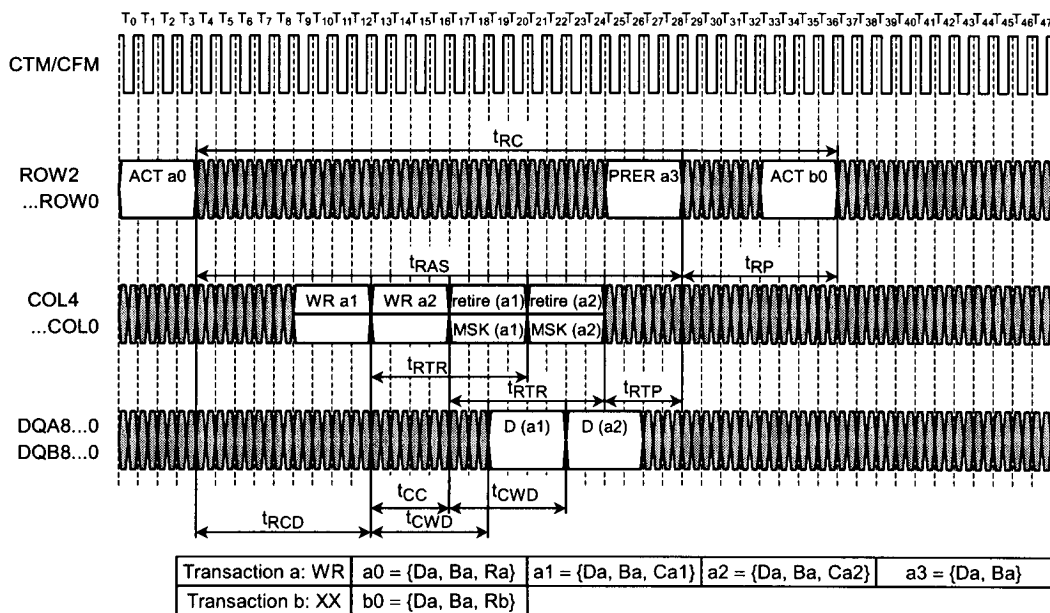 T0 T1 T2 T3 T4 T5 T6 T7 T8 T9 T10 T11 T12 T13 T14 T15 T16 T17 T18 T19 T20 T21 T22 T23 T24 T25 T26 T27 T28 T29 T30 T31 T32 T33 T34 T35 T36 T37 T38 T39 T40 T41 T42 T43 T44 T45 T46 T47
CTM/CFM
tRC
ROW2
...ROW0
ACT a0 PRER a3 ACT b0
tRAS tRP
COL4
...COL0
WR a1 WR a2 retire (a1) retire (a2)
MSK (a1) MSK (a2)
tRTR
tRTR tRTP
DQA8...0
DQB8...0
D (a1) D (a2)
tCC tCWD
tRCD tCWD
Transaction a: WR a0 = {Da, Ba, Ra} a1 = {Da, Ba, Ca1} a2 = {Da, Ba, Ca2} a3 = {Da, Ba}
Transaction b: XX b0 = {Da, Ba, Rb}